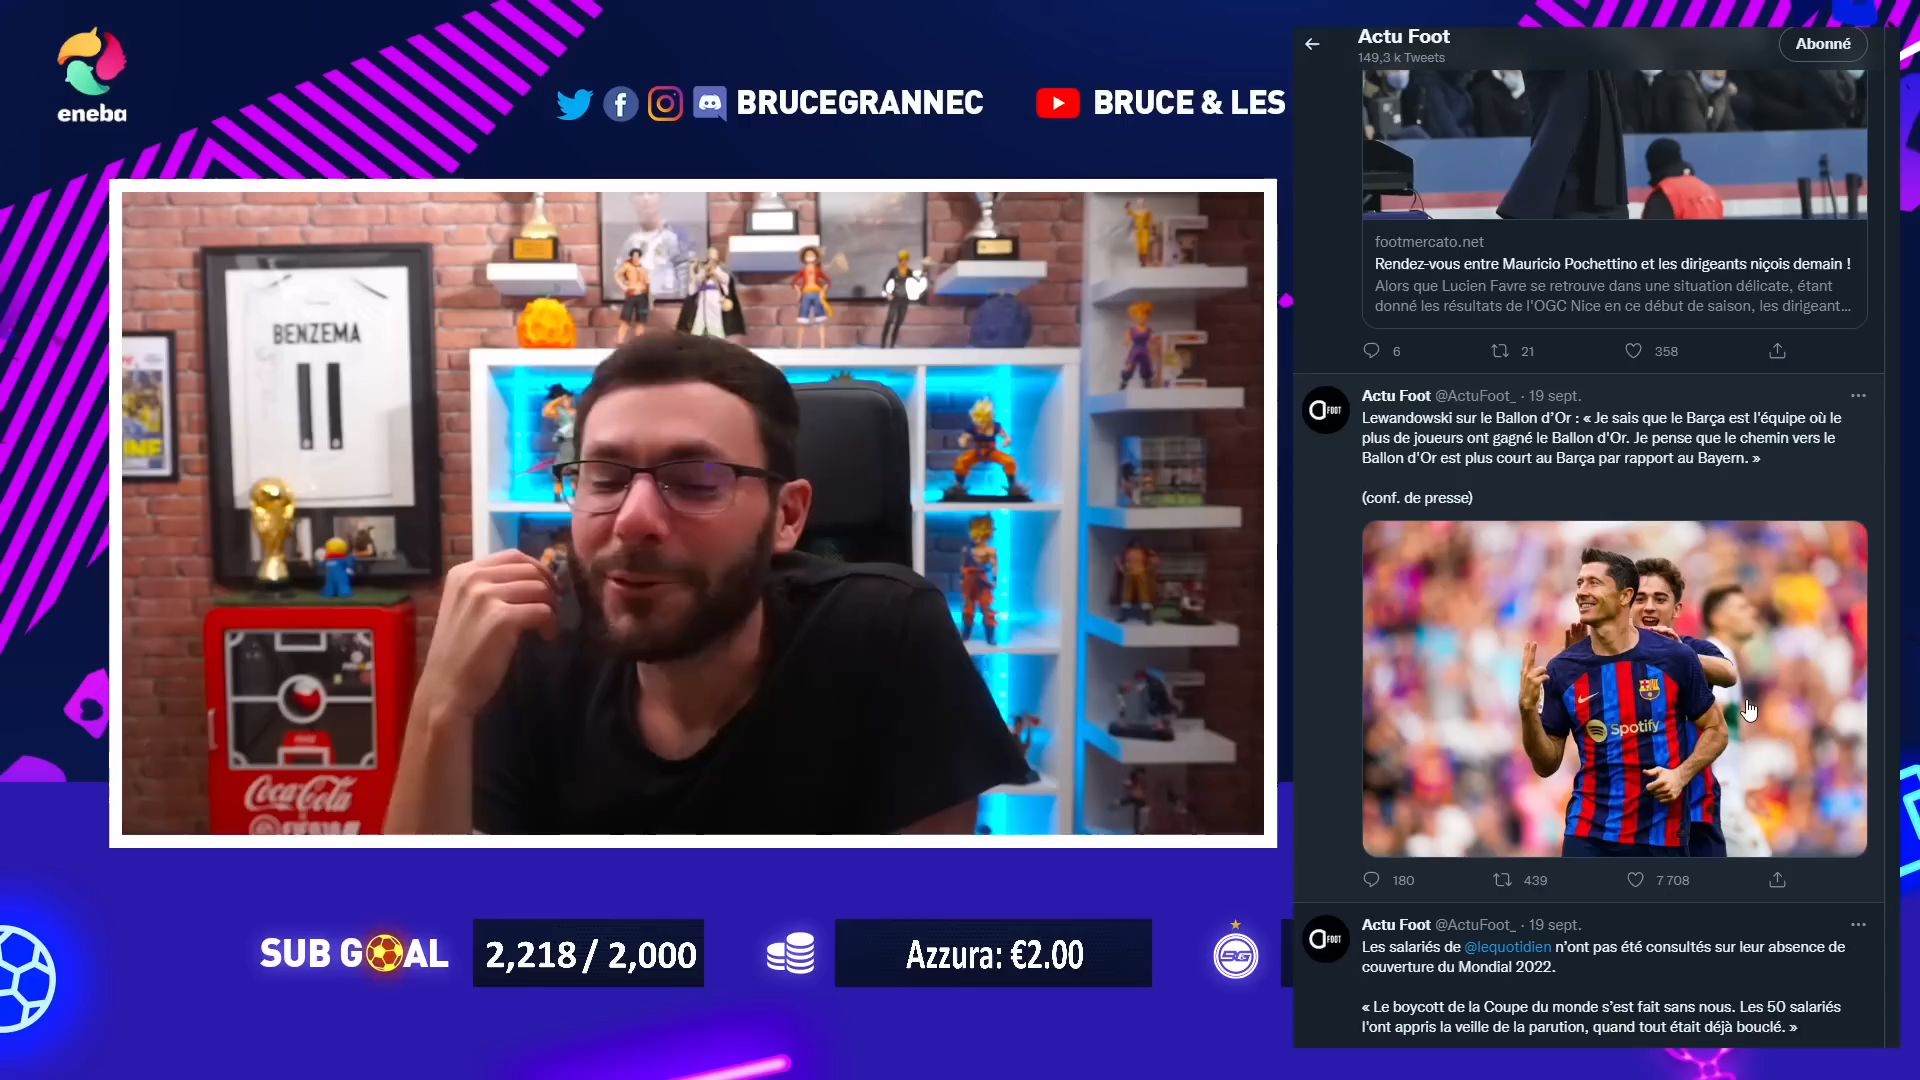 eneba
BRUCEGRANNEC
BRUCE & LES
Actu Foot
149,3 k Tweets
Abonné
footmercato.net
Rendez-vous entre Mauricio Pochettino et les dirigeants niçois demain !
Alors que Lucien Favre se retrouve dans une situation délicate, étant
donné les résultats de l'OGC Nice en ce début de saison, les dirigeant...
6
21
358
FOOT
Actu Foot @ActuFoot_ · 19 sept.
Lewandowski sur le Ballon d’Or : « Je sais que le Barça est l'équipe où le
plus de joueurs ont gagné le Ballon d'Or. Je pense que le chemin vers le
Ballon d'Or est plus court au Barça par rapport au Bayern. »
(conf. de presse)
Spotify
180
439
7 708
FOOT
Actu Foot @ActuFoot_ · 19 sept.
Les salariés de @lequotidien n’ont pas été consultés sur leur absence de
couverture du Mondial 2022.
« Le boycott de la Coupe du monde s’est fait sans nous. Les 50 salariés
l'ont appris la veille de la parution, quand tout était déjà bouclé. »
BENZEMA
11
Coca-Cola
SUB GOAL
2,218 / 2,000
Azzura: €2.00
BG